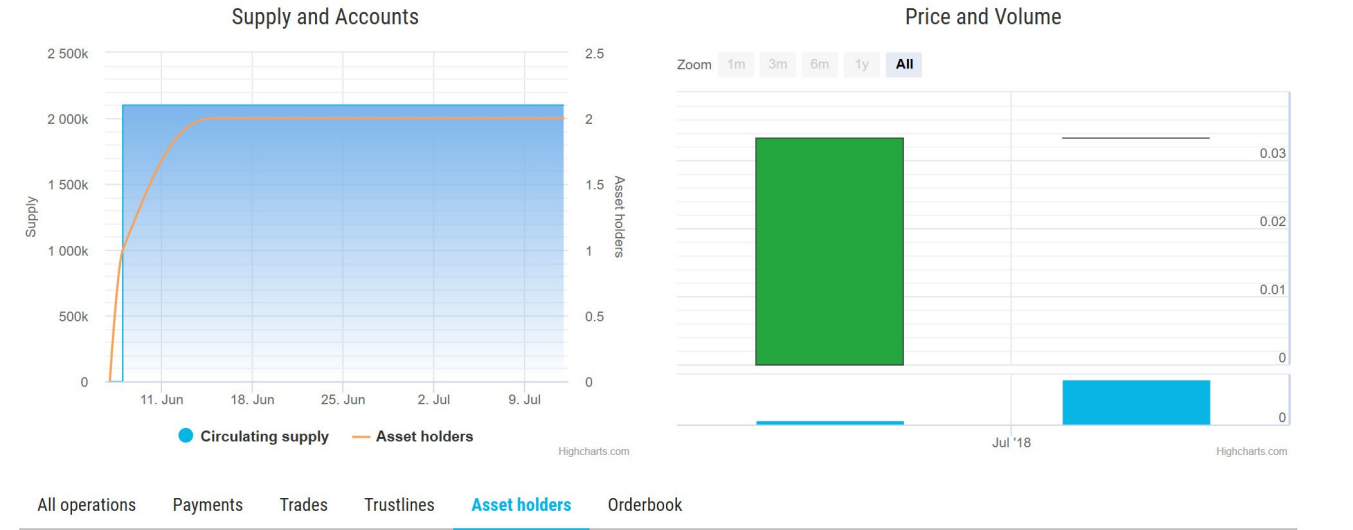 Supply and Accounts
2 500k
2 000k
1 500k
1 000k
500k
0
Supply
2.5
2
1.5
1
0.5
0
Asset holders
11. Jun 18. Jun 25. Jun 2. Jul 9. Jul
Circulating supply Asset holders
Highcharts.com
Price and Volume
Zoom 1m 3m 6m 1y All
0.03
0.02
0.01
0
0
Jul '18
Highcharts.com
All operations Payments Trades Trustlines Asset holders Orderbook